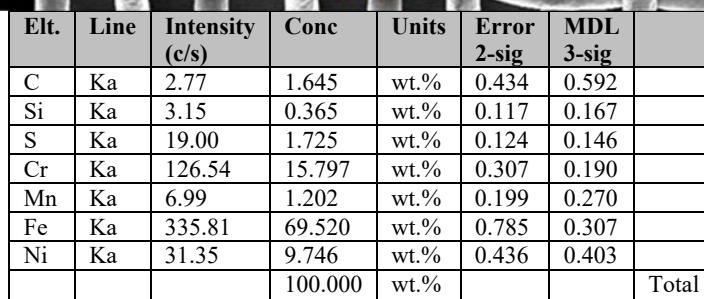 Elt. Line Intensity (c/s) Conc Units Error 2-sig MDL 3-sig
C Ka 2.77 1.645 wt.% 0.434 0.592
Si Ka 3.15 0.365 wt.% 0.117 0.167
S Ka 19.00 1.725 wt.% 0.124 0.146
Cr Ka 126.54 15.797 wt.% 0.307 0.190
Mn Ka 6.99 1.202 wt.% 0.199 0.270
Fe Ka 335.81 69.520 wt.% 0.785 0.307
Ni Ka 31.35 9.746 wt.% 0.436 0.403
100.000 wt.% Total